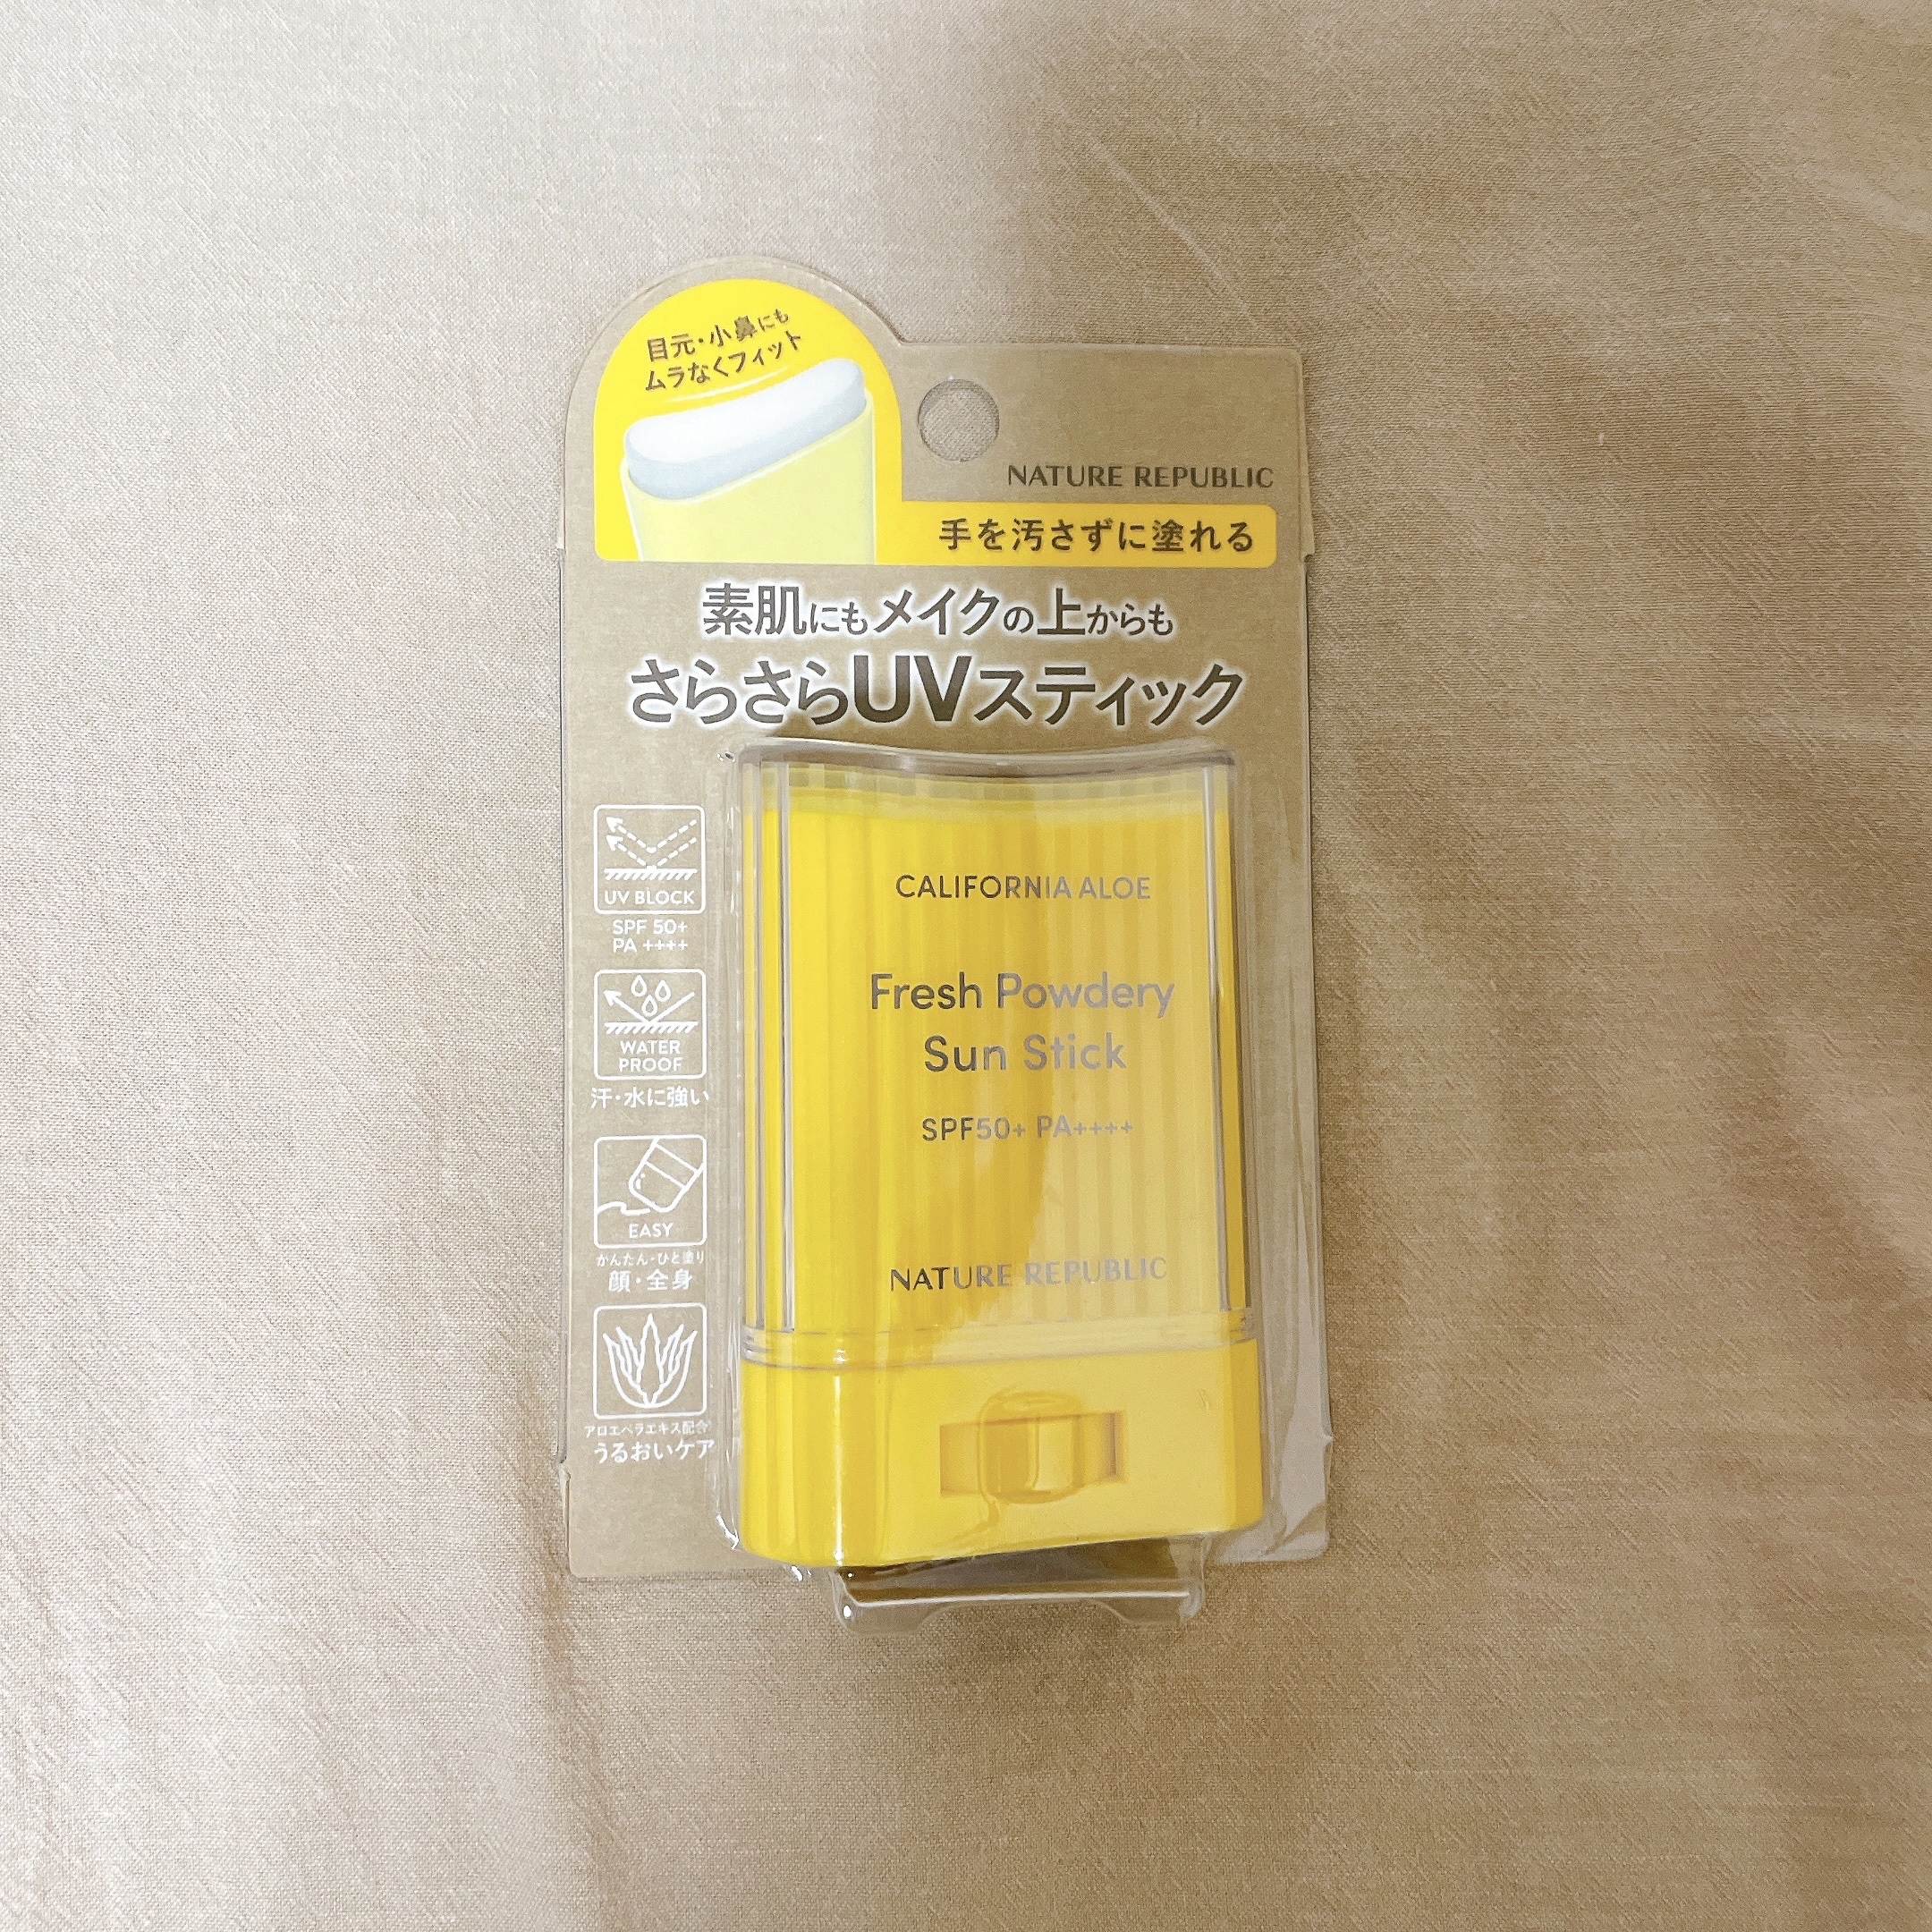 目元・小鼻にも
ムラなくフィット
NATURE REPUBLIC
手を汚さずに塗れる
素肌にもメイクの上からも
さらさらUVスティック
UV BLOCK
SPF 50+
PA ++++
WATER
PROOF
汗・水に強い
EASY
かんたん・ひと塗り
顔・全身
アロエベラエキス配合
うるおいケア
CALIFORNIA ALOE
Fresh Powdery
Sun Stick
SPF50+ PA++++
NATURE REPUBLIC